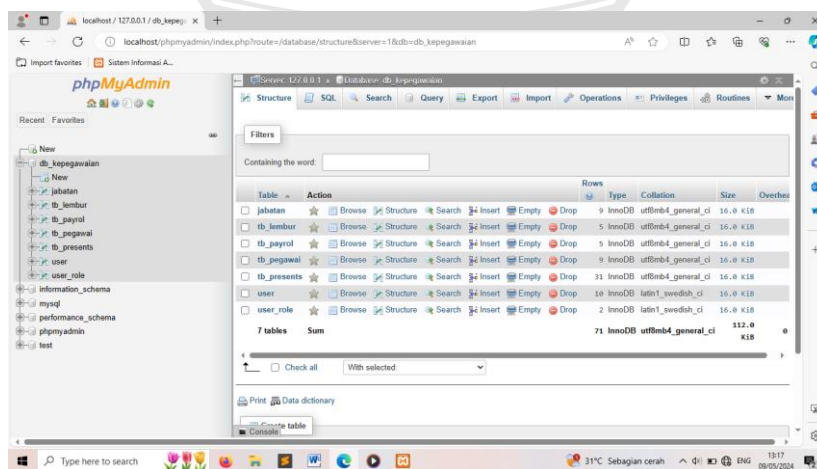 localhost / 127.0.0.1 / db_kepeg
localhost/phpmyadmin/index.php?route=/database/structure&server=1&db=db_kepegawaian
Import favorites Sistem Informasi A...
phpMyAdmin
Recent Favorites
New
db_kepegawaian
New
jabatan
tb_lembur
tb_payrol
tb_pegawai
tb_presents
user
user_role
information_schema
mysql
performance_schema
phpmyadmin
test
Server: 127.0.0.1 » Database: db_kepegawaian
Structure SQL Search Query Export Import Operations Privileges Routines More
Filters
Containing the word:
Table Action Rows Type Collation Size Overhea
jabatan Browse Structure Search Insert Empty Drop 9 InnoDB utf8mb4_general_ci 16.0 KiB
tb_lembur Browse Structure Search Insert Empty Drop 5 InnoDB utf8mb4_general_ci 16.0 KiB
tb_payrol Browse Structure Search Insert Empty Drop 5 InnoDB utf8mb4_general_ci 16.0 KiB
tb_pegawai Browse Structure Search Insert Empty Drop 9 InnoDB utf8mb4_general_ci 16.0 KiB
tb_presents Browse Structure Search Insert Empty Drop 31 InnoDB utf8mb4_general_ci 16.0 KiB
user Browse Structure Search Insert Empty Drop 10 InnoDB latin1_swedish_ci 16.0 KiB
user_role Browse Structure Search Insert Empty Drop 2 InnoDB latin1_swedish_ci 16.0 KiB
7 tables Sum 71 InnoDB utf8mb4_general_ci 112.0 KiB 0
Check all With selected:
Print Data dictionary
Create table
Console
Type here to search 31°C Sebagian cerah ENG 13:17
09/05/2024